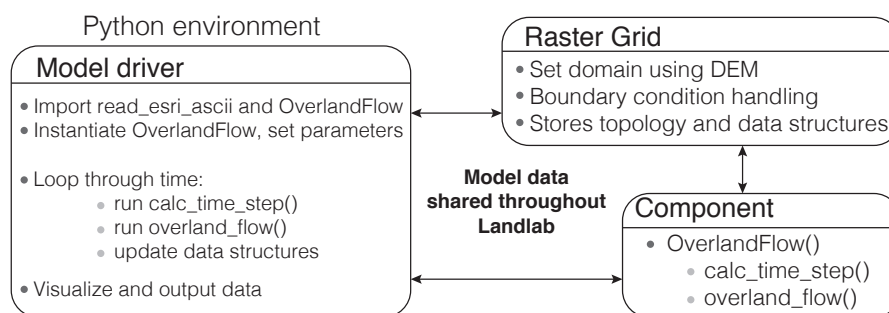 Python environment
Model driver
• Import read_esri_ascii and OverlandFlow
• Instantiate OverlandFlow, set parameters
• Loop through time:
• run calc_time_step()
• run overland_flow()
• update data structures
• Visualize and output data
Raster Grid
• Set domain using DEM
• Boundary condition handling
• Stores topology and data structures
Model data
shared throughout
Landlab
Component
• OverlandFlow()
• calc_time_step()
• overland_flow()